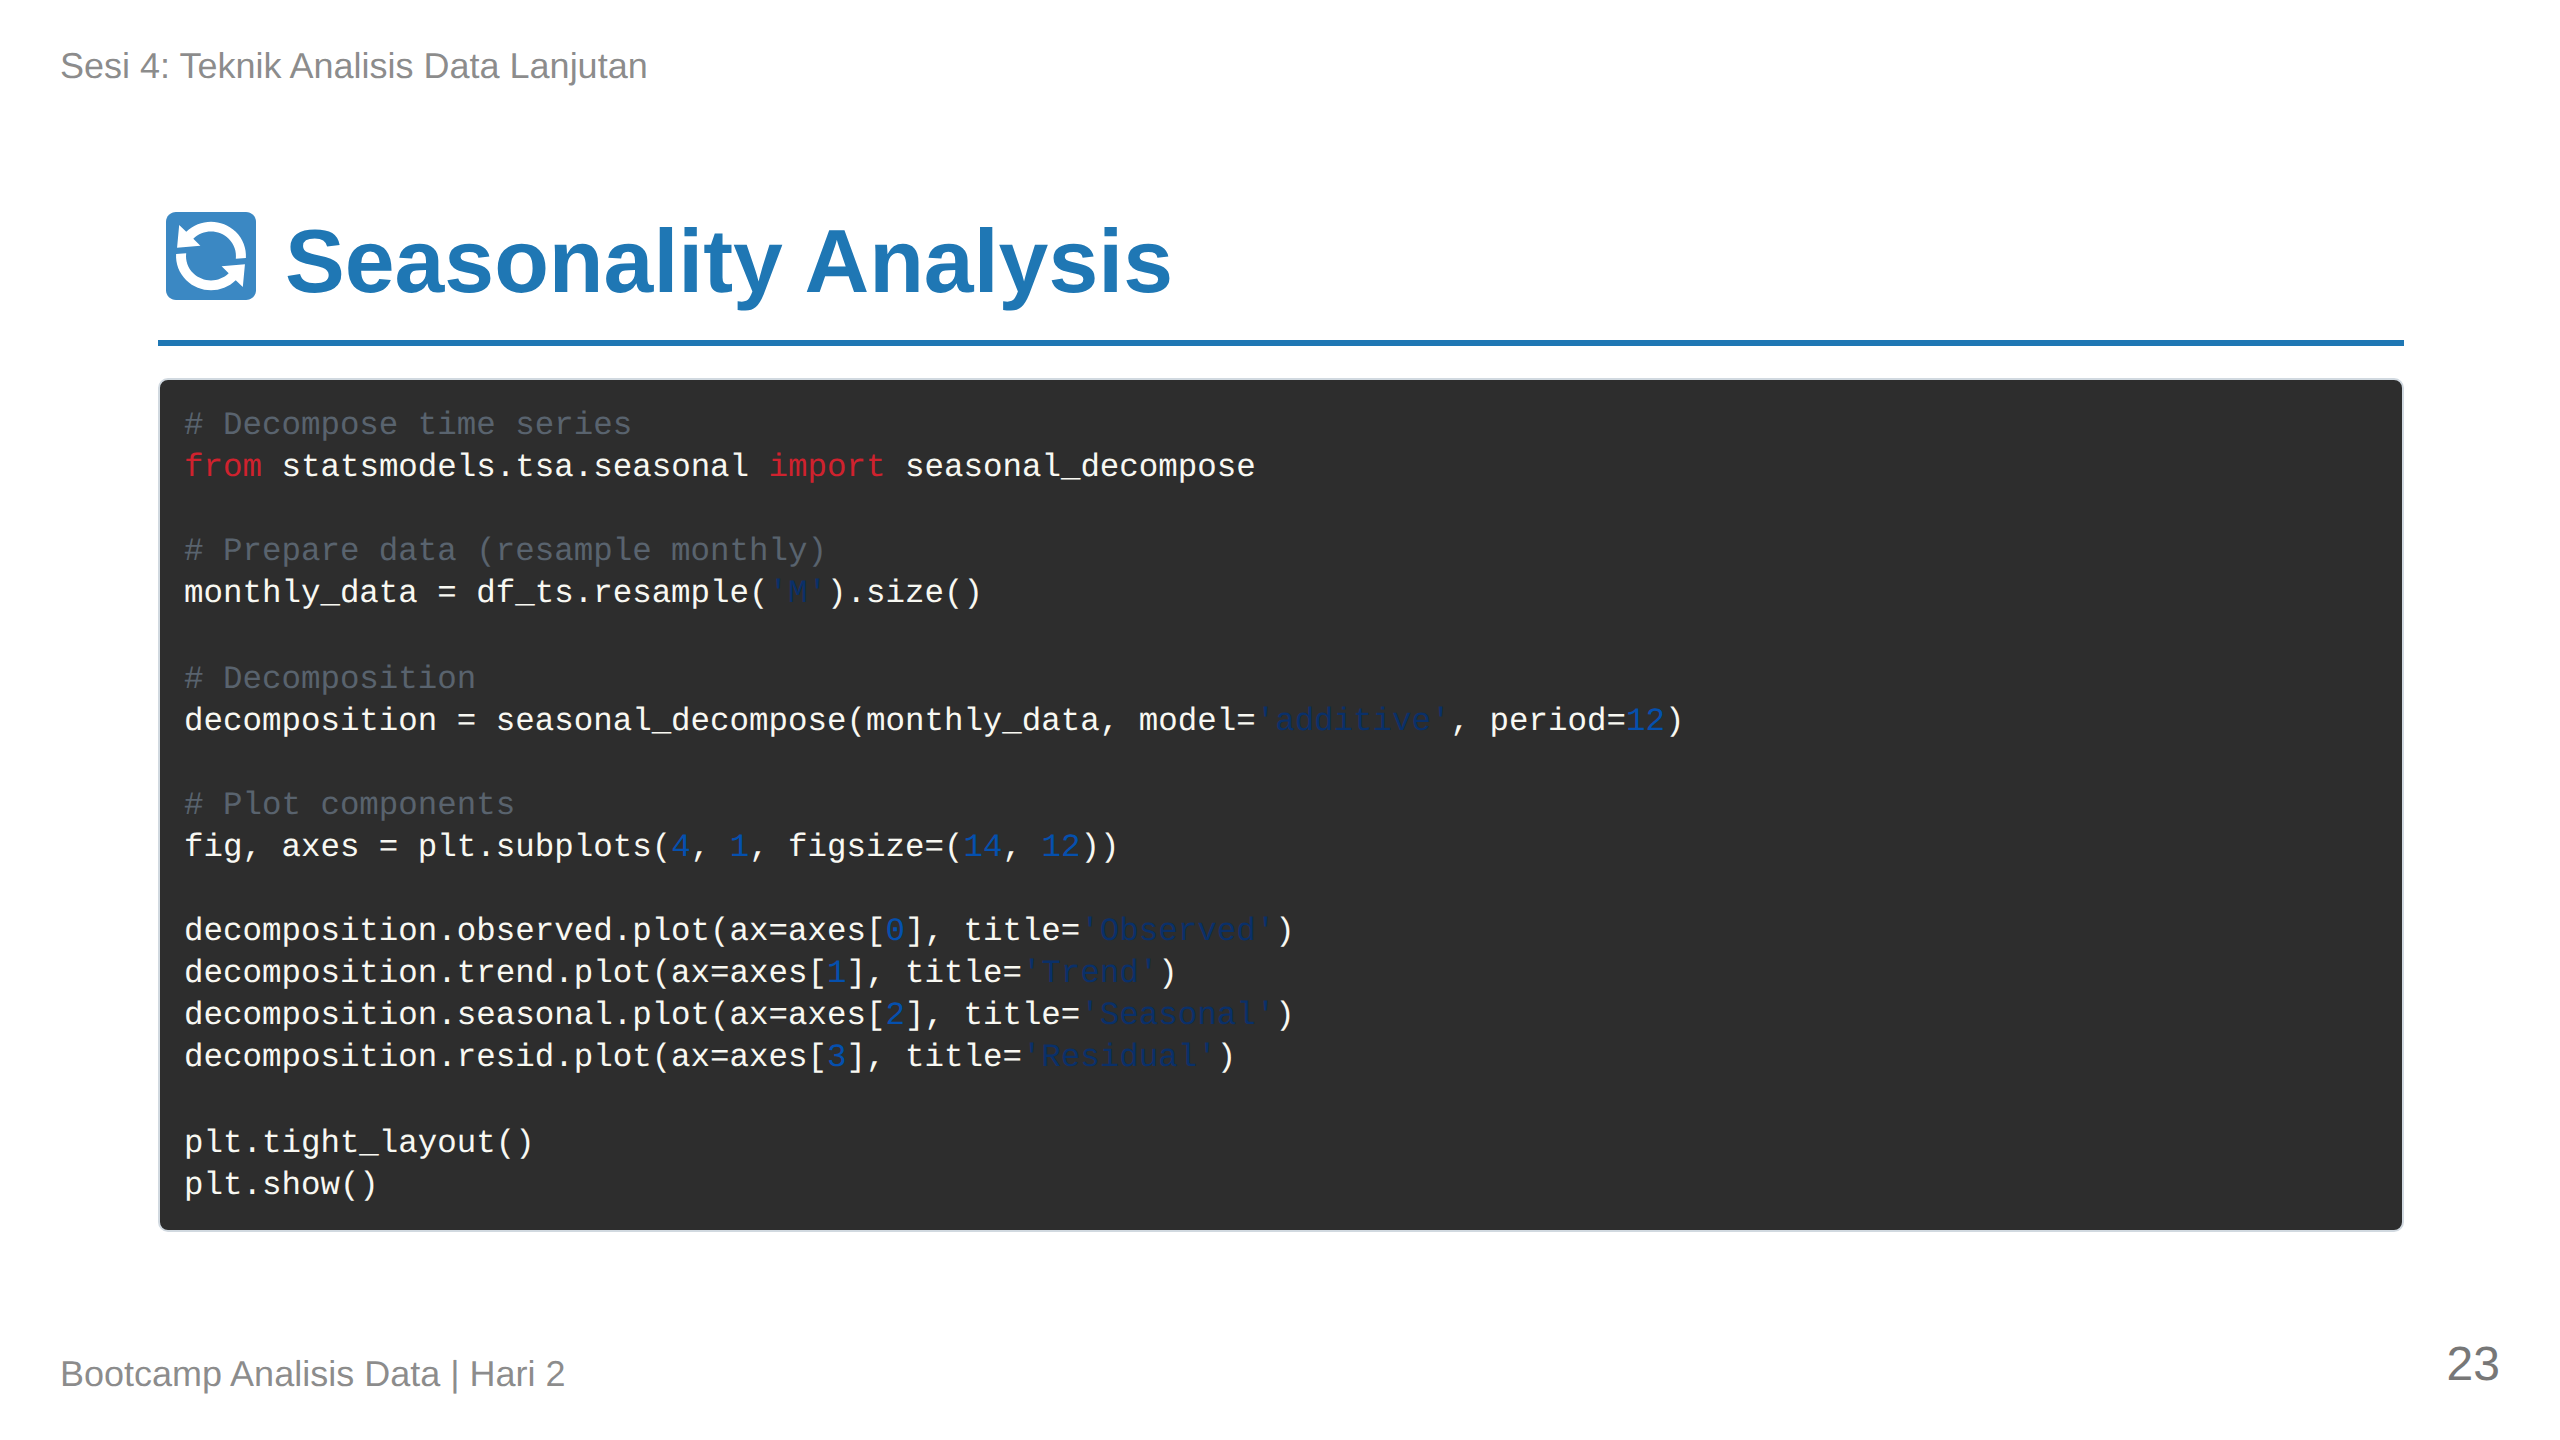 Sesi 4: Teknik Analisis Data Lanjutan
Seasonality Analysis
# Decompose time series
from statsmodels.tsa.seasonal import seasonal_decompose
# Prepare data (resample monthly)
monthly_data = df_ts.resample('M').size()
# Decomposition
decomposition = seasonal_decompose(monthly_data, model='additive', period=12)
# Plot components
fig, axes = plt.subplots(4, 1, figsize=(14, 12))
decomposition.observed.plot(ax=axes[0], title='Observed')
decomposition.trend.plot(ax=axes[1], title='Trend')
decomposition.seasonal.plot(ax=axes[2], title='Seasonal')
decomposition.resid.plot(ax=axes[3], title='Residual')
plt.tight_layout()
plt.show()
Bootcamp Analisis Data | Hari 2
23